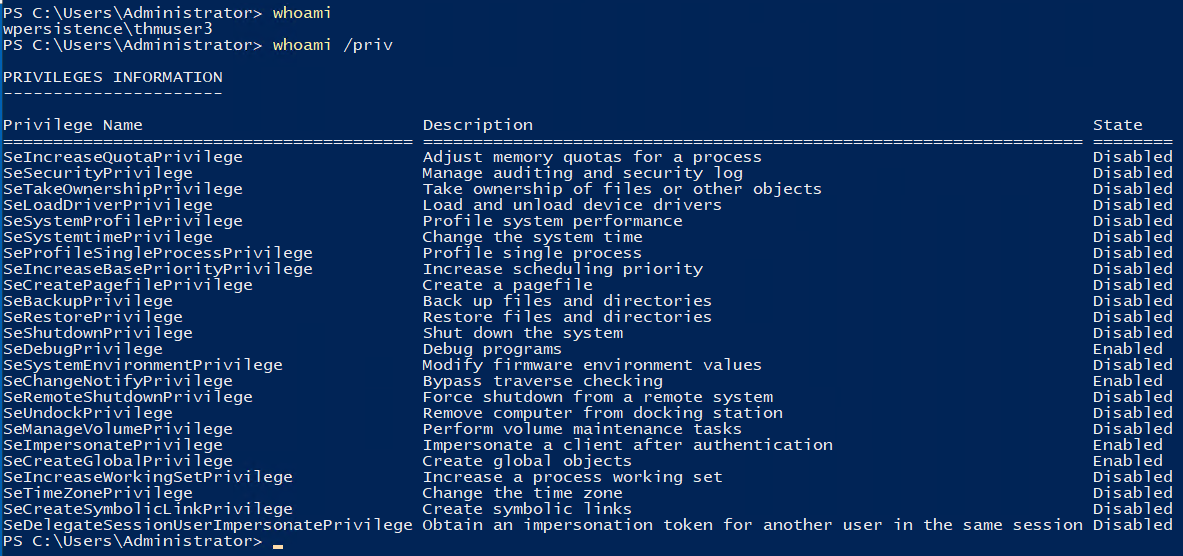 PS C:\Users\Administrator> whoami
wpersistence\thmuser3
PS C:\Users\Administrator> whoami /priv

PRIVILEGES INFORMATION
----------------------

Privilege Name                            Description                                                        State
========================================= ================================================================== ========
SeIncreaseQuotaPrivilege                  Adjust memory quotas for a process                                 Disabled
SeSecurityPrivilege                       Manage auditing and security log                                   Disabled
SeTakeOwnershipPrivilege                  Take ownership of files or other objects                           Disabled
SeLoadDriverPrivilege                     Load and unload device drivers                                     Disabled
SeSystemProfilePrivilege                  Profile system performance                                         Disabled
SeSystemtimePrivilege                     Change the system time                                             Disabled
SeProfileSingleProcessPrivilege           Profile single process                                             Disabled
SeIncreaseBasePriorityPrivilege           Increase scheduling priority                                       Disabled
SeCreatePagefilePrivilege                 Create a pagefile                                                  Disabled
SeBackupPrivilege                         Back up files and directories                                      Disabled
SeRestorePrivilege                        Restore files and directories                                      Disabled
SeShutdownPrivilege                       Shut down the system                                               Disabled
SeDebugPrivilege                          Debug programs                                                     Enabled
SeSystemEnvironmentPrivilege              Modify firmware environment values                                 Disabled
SeChangeNotifyPrivilege                   Bypass traverse checking                                           Enabled
SeRemoteShutdownPrivilege                 Force shutdown from a remote system                                Disabled
SeUndockPrivilege                         Remove computer from docking station                               Disabled
SeManageVolumePrivilege                   Perform volume maintenance tasks                                   Disabled
SeImpersonatePrivilege                    Impersonate a client after authentication                          Enabled
SeCreateGlobalPrivilege                   Create global objects                                              Enabled
SeIncreaseWorkingSetPrivilege             Increase a process working set                                     Disabled
SeTimeZonePrivilege                       Change the time zone                                               Disabled
SeCreateSymbolicLinkPrivilege             Create symbolic links                                              Disabled
SeDelegateSessionUserImpersonatePrivilege Obtain an impersonation token for another user in the same session Disabled
PS C:\Users\Administrator>